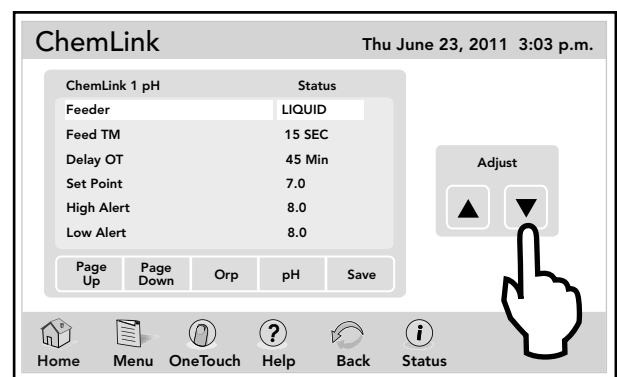 ChemLink Thu June 23, 2011 3:03 p.m.
ChemLink 1 pH Status
Feeder LIQUID
Feed TM 15 SEC
Delay OT 45 Min
Set Point 7.0
High Alert 8.0
Low Alert 8.0
Adjust
Page Up Page Down Orp pH Save
Home Menu OneTouch Help Back Status